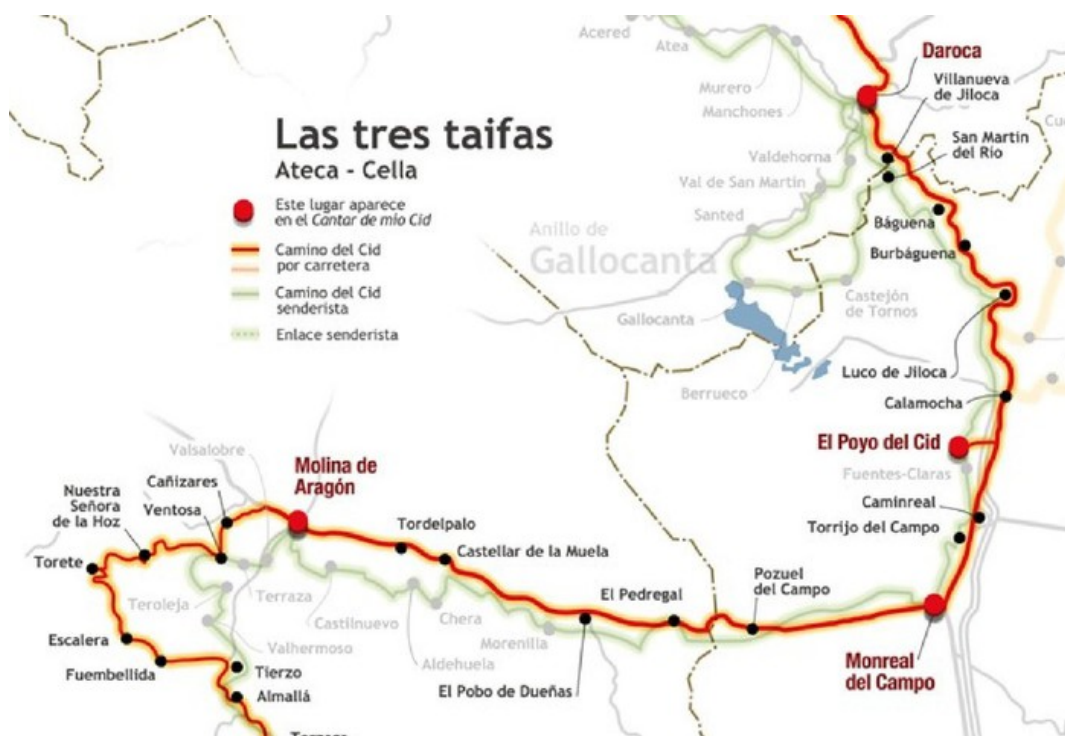 Acered
Atea
Daroca
Murero
Manchones
Villanueva
de Jiloca
San Martín
del Río
Las tres taifas
Ateca - Cella
Este lugar aparece
en el Cantar de mío Cid
Camino del Cid
por carretera
Camino del Cid
senderista
Enlace senderista
Valdehorna
Val de San Martín
Santed
Anillo de
Gallocanta
Báguena
Burbáguena
Gallocanta
Castejón
de Tornos
Berrueco
Luco de Jiloca
Calamocha
El Poyo del Cid
Fuentes-Claras
Caminreal
Torrijo del Campo
Valsalobre
Molina de
Aragón
Cañizares
Nuestra
Señora
de la Hoz
Ventosa
Tordelpalo
Castellar de la Muela
Torete
Teroleja
Terraza
Castilnuevo
Chera
Morenilla
El Pedregal
Pozuel
del Campo
Escalera
Valhermoso
Aldehuela
Fuembellida
Tierzo
Almallá
El Pobo de Dueñas
Monreal
del Campo